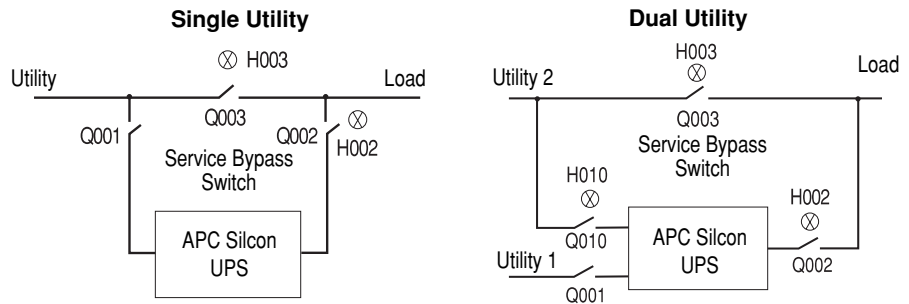 Single Utility
H003
Utility
Load
Q003
Q001
Q002
H002
Service Bypass
Switch
APC Silcon
UPS
Dual Utility
H003
Utility 2
Load
Q003
Service Bypass
Switch
H010
H002
Q010
APC Silcon
UPS
Q002
Utility 1
Q001